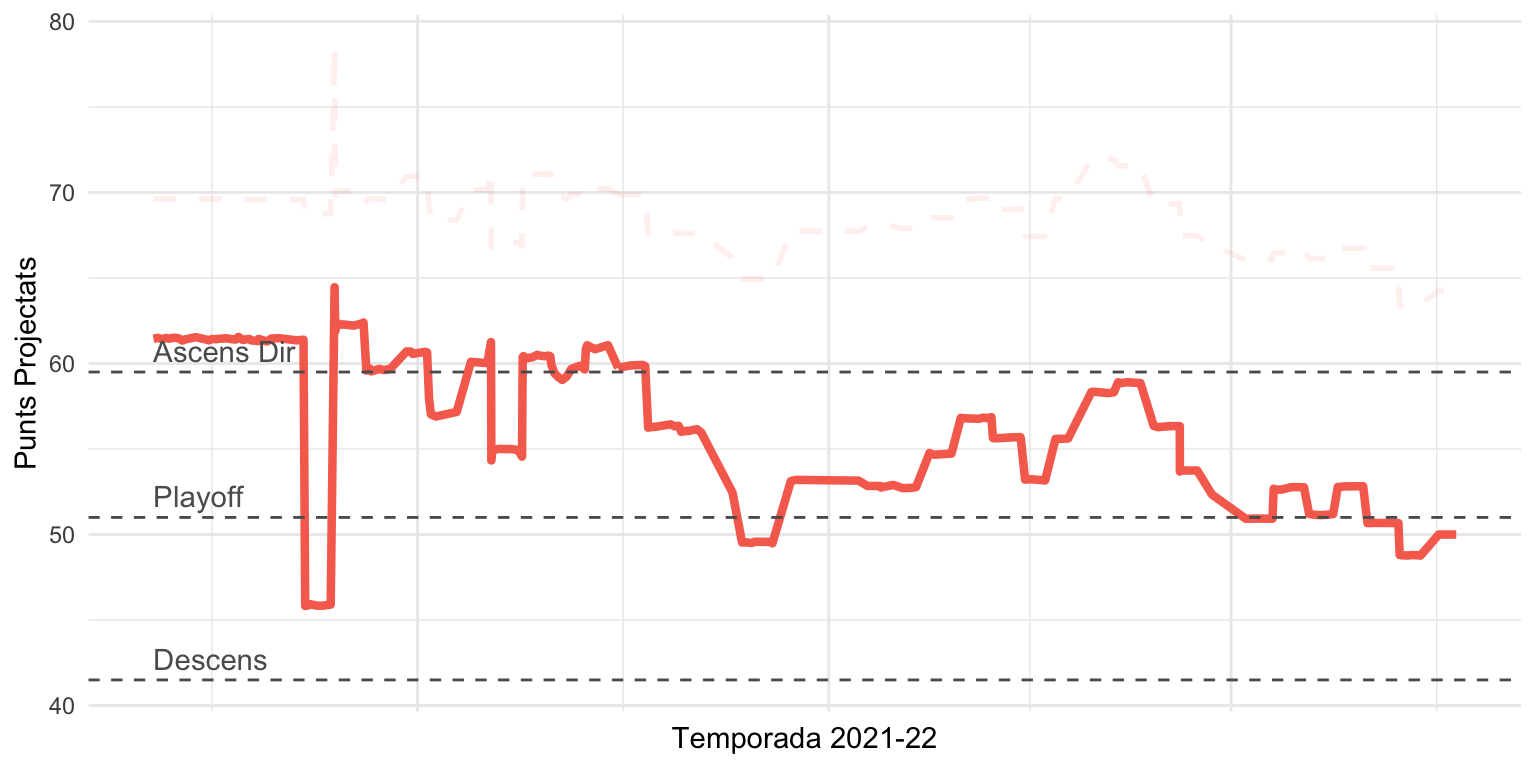 80
70
60
50
40
Punts Projectats
Ascens Dir
Playoff
Descens
Temporada 2021-22